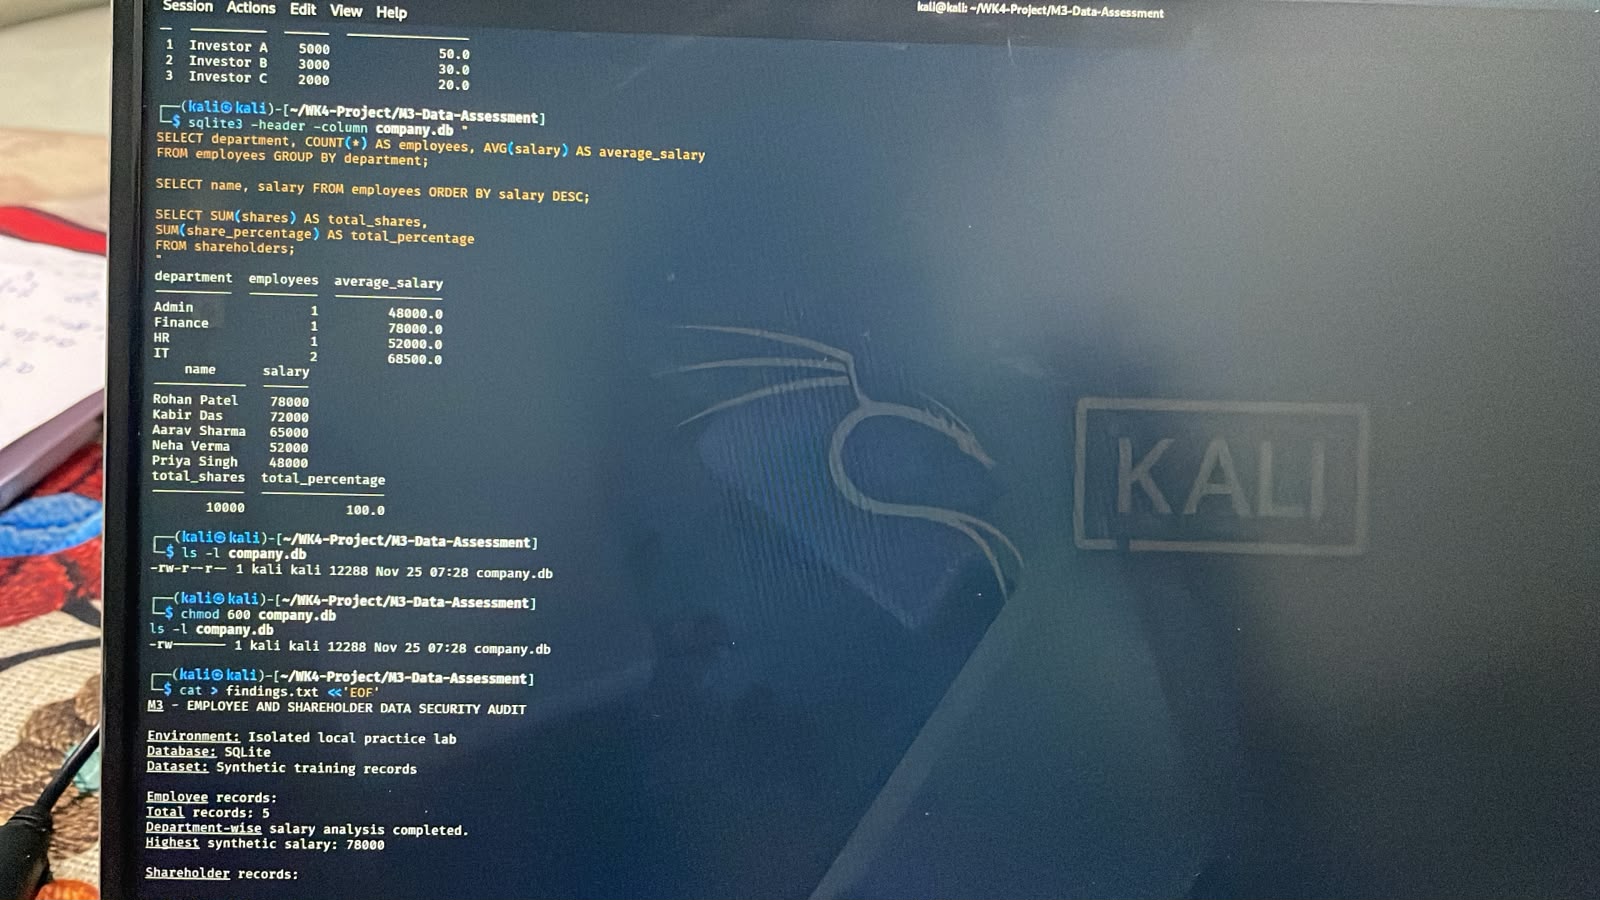 Session Actions Edit View Help
kali@kali: ~/WK4-Project/M3-Data-Assessment
1 Investor A 5000 50.0
2 Investor B 3000 30.0
3 Investor C 2000 20.0
┌──(kali㉿kali)-[~/WK4-Project/M3-Data-Assessment]
└─$ sqlite3 -header -column company.db "
SELECT department, COUNT(*) AS employees, AVG(salary) AS average_salary
FROM employees GROUP BY department;
SELECT name, salary FROM employees ORDER BY salary DESC;
SELECT SUM(shares) AS total_shares,
SUM(share_percentage) AS total_percentage
FROM shareholders;
"
department employees average_salary
Admin 1 48000.0
Finance 1 78000.0
HR 1 52000.0
IT 2 68500.0
name salary
Rohan Patel 78000
Kabir Das 72000
Aarav Sharma 65000
Neha Verma 52000
Priya Singh 48000
total_shares total_percentage
10000 100.0
┌──(kali㉿kali)-[~/WK4-Project/M3-Data-Assessment]
└─$ ls -l company.db
-rw-r--r-- 1 kali kali 12288 Nov 25 07:28 company.db
┌──(kali㉿kali)-[~/WK4-Project/M3-Data-Assessment]
└─$ chmod 600 company.db
ls -l company.db
-rw------- 1 kali kali 12288 Nov 25 07:28 company.db
┌──(kali㉿kali)-[~/WK4-Project/M3-Data-Assessment]
└─$ cat > findings.txt <<'EOF'
M3 - EMPLOYEE AND SHAREHOLDER DATA SECURITY AUDIT
Environment: Isolated local practice lab
Database: SQLite
Dataset: Synthetic training records
Employee records:
Total records: 5
Department-wise salary analysis completed.
Highest synthetic salary: 78000
Shareholder records:
KALI